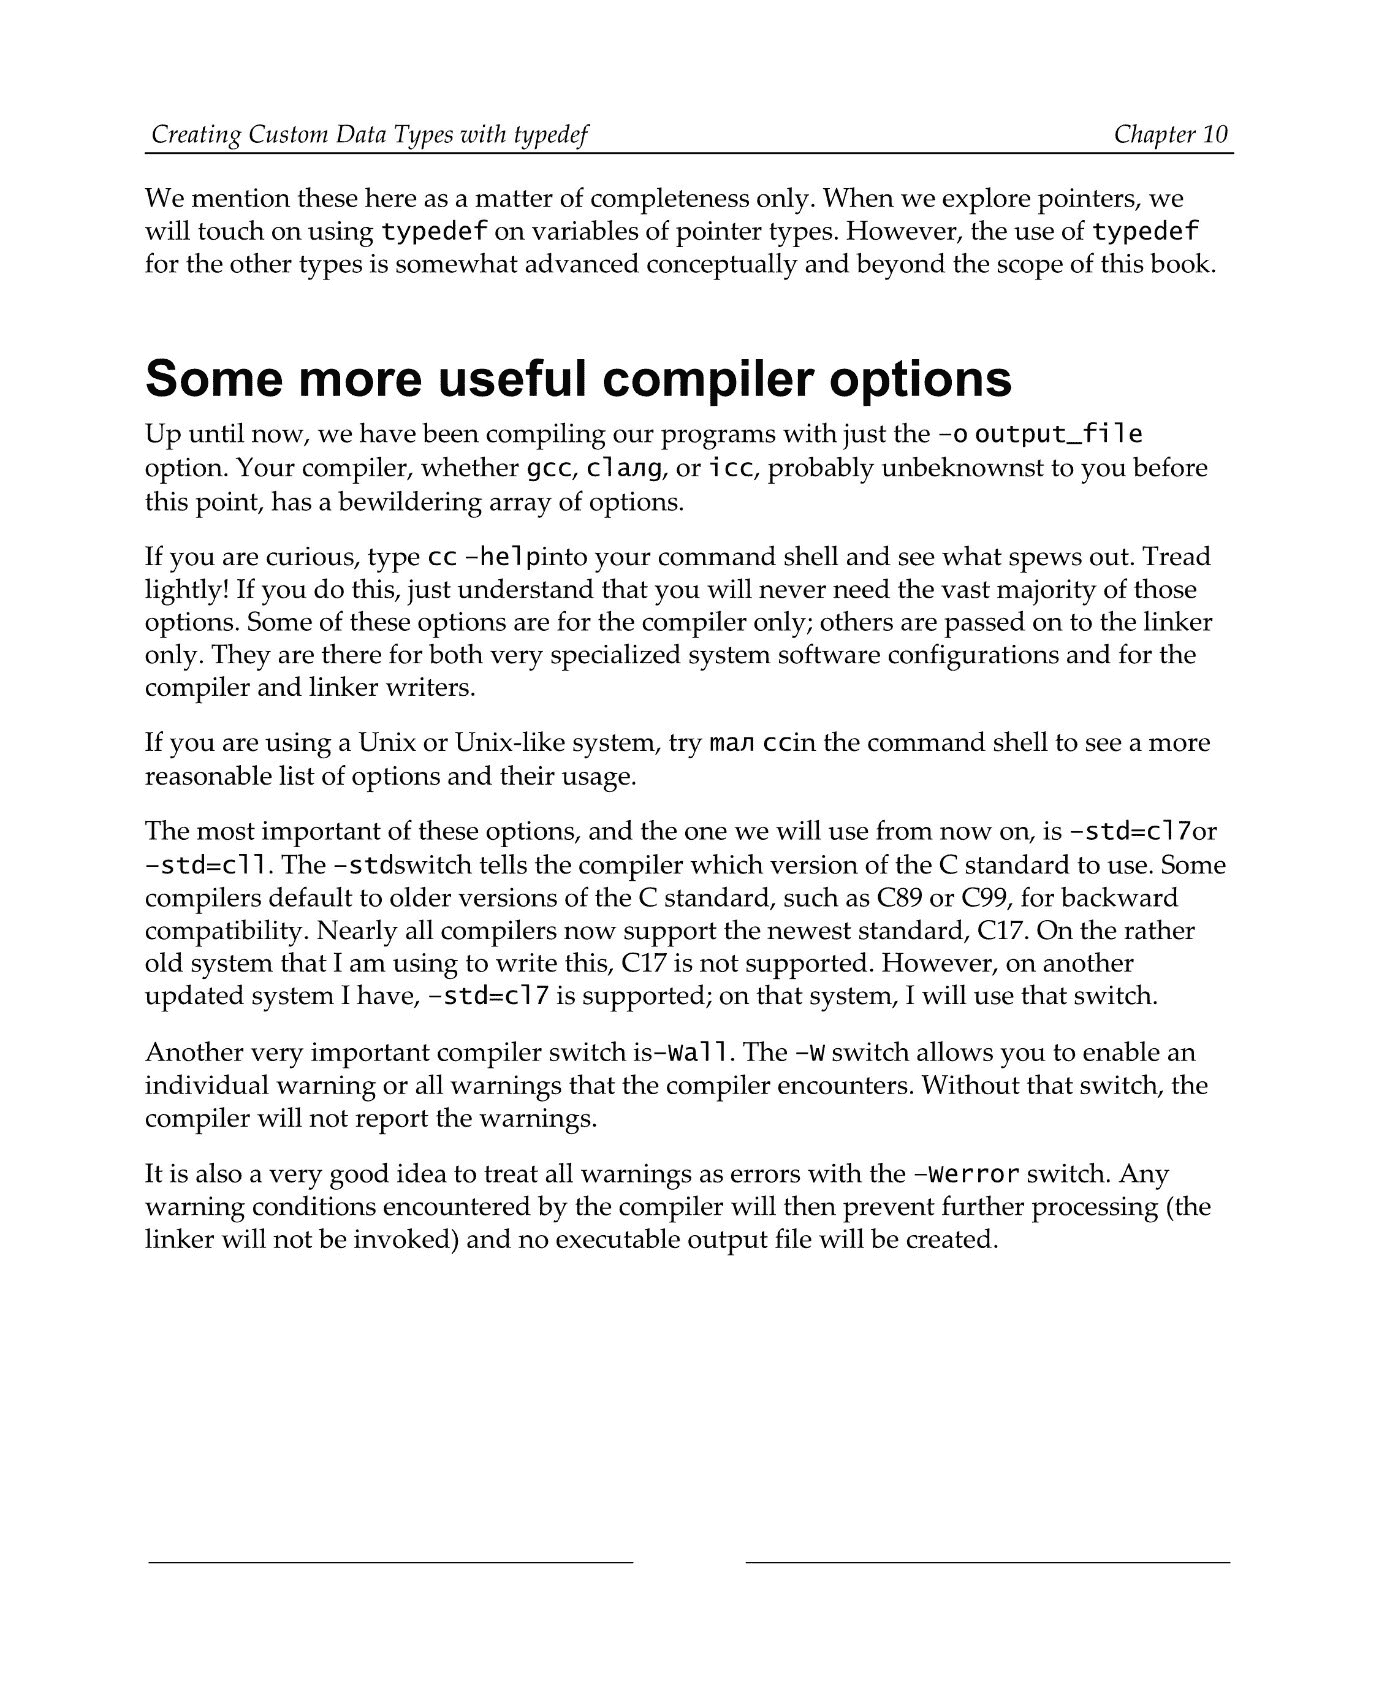 Creating Custom Data Types with typedef Chapter 10
We mention these here as a matter of completeness only. When we explore pointers, we
will touch on using typedef on variables of pointer types. However, the use of typedef
for the other types is somewhat advanced conceptually and beyond the scope of this book.
Some more useful compiler options
Up until now, we have been compiling our programs with just the –o output_file
option. Your compiler, whether gcc, claлg, or icc, probably unbeknownst to you before
this point, has a bewildering array of options.
If you are curious, type cc –helpinto your command shell and see what spews out. Tread
lightly! If you do this, just understand that you will never need the vast majority of those
options. Some of these options are for the compiler only; others are passed on to the linker
only. They are there for both very specialized system software configurations and for the
compiler and linker writers.
If you are using a Unix or Unix-like system, try maл ccin the command shell to see a more
reasonable list of options and their usage.
The most important of these options, and the one we will use from now on, is –std=cl7or
–std=cll. The –stdswitch tells the compiler which version of the C standard to use. Some
compilers default to older versions of the C standard, such as C89 or C99, for backward
compatibility. Nearly all compilers now support the newest standard, C17. On the rather
old system that I am using to write this, C17 is not supported. However, on another
updated system I have, –std=cl7 is supported; on that system, I will use that switch.
Another very important compiler switch is–Wall. The –W switch allows you to enable an
individual warning or all warnings that the compiler encounters. Without that switch, the
compiler will not report the warnings.
It is also a very good idea to treat all warnings as errors with the –Werror switch. Any
warning conditions encountered by the compiler will then prevent further processing (the
linker will not be invoked) and no executable output file will be created.